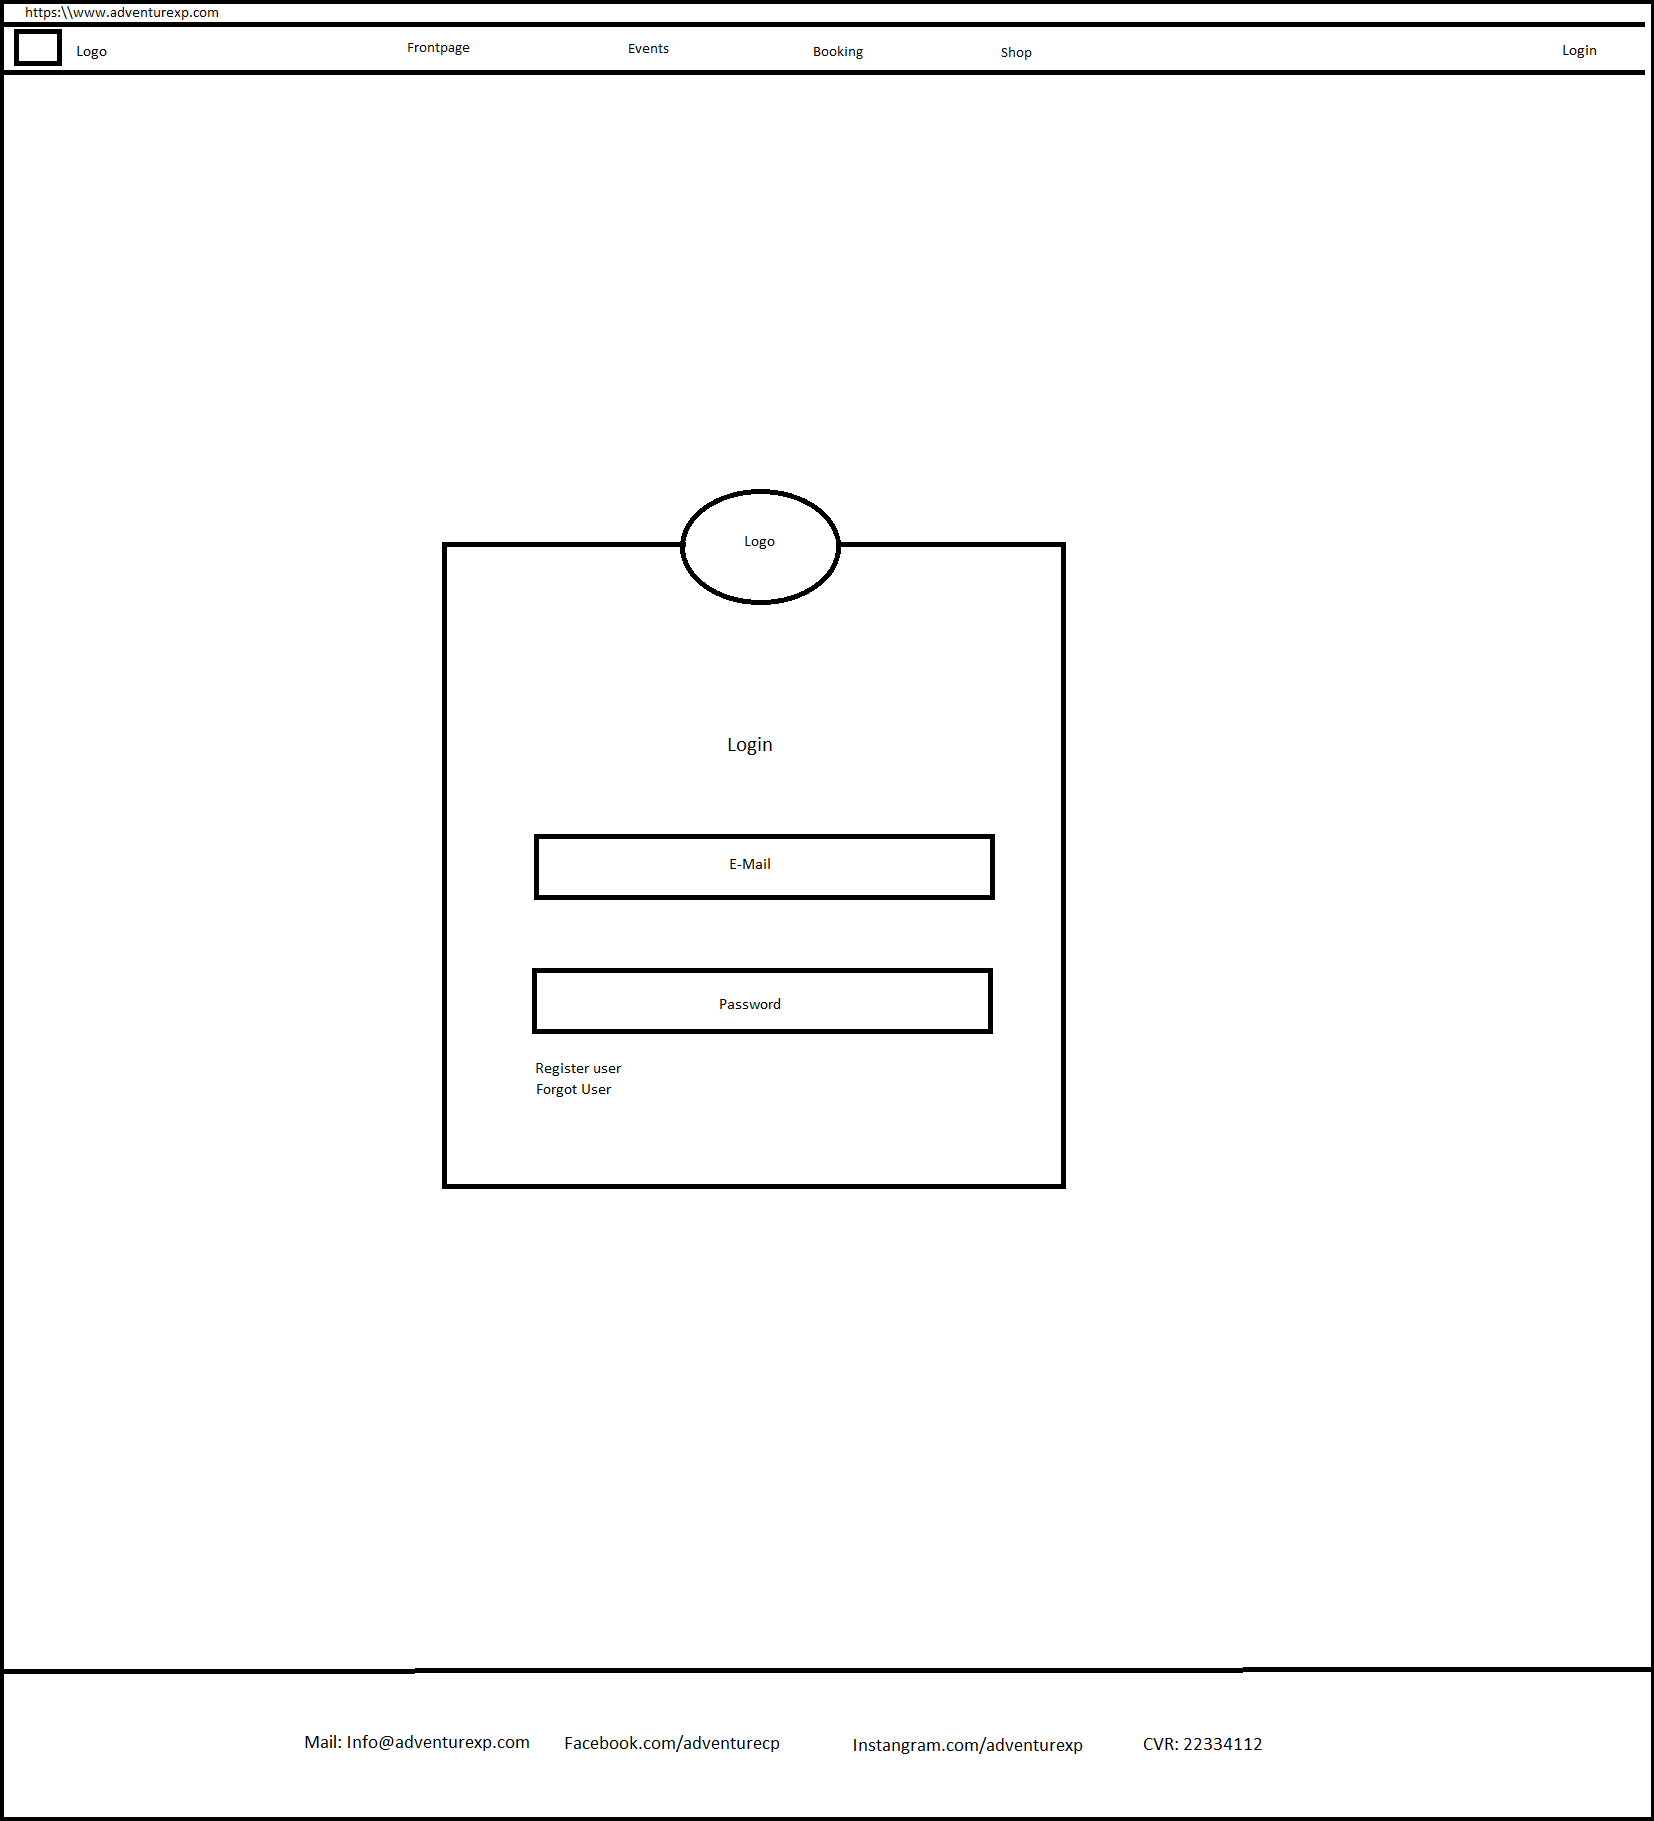 https:\\www.adventurexp.com
Logo Frontpage Events Booking Shop Login
Logo
Login
E-Mail
Password
Register user
Forgot User
Mail: Info@adventurexp.com Facebook.com/adventurecp Instangram.com/adventurexp CVR: 22334112